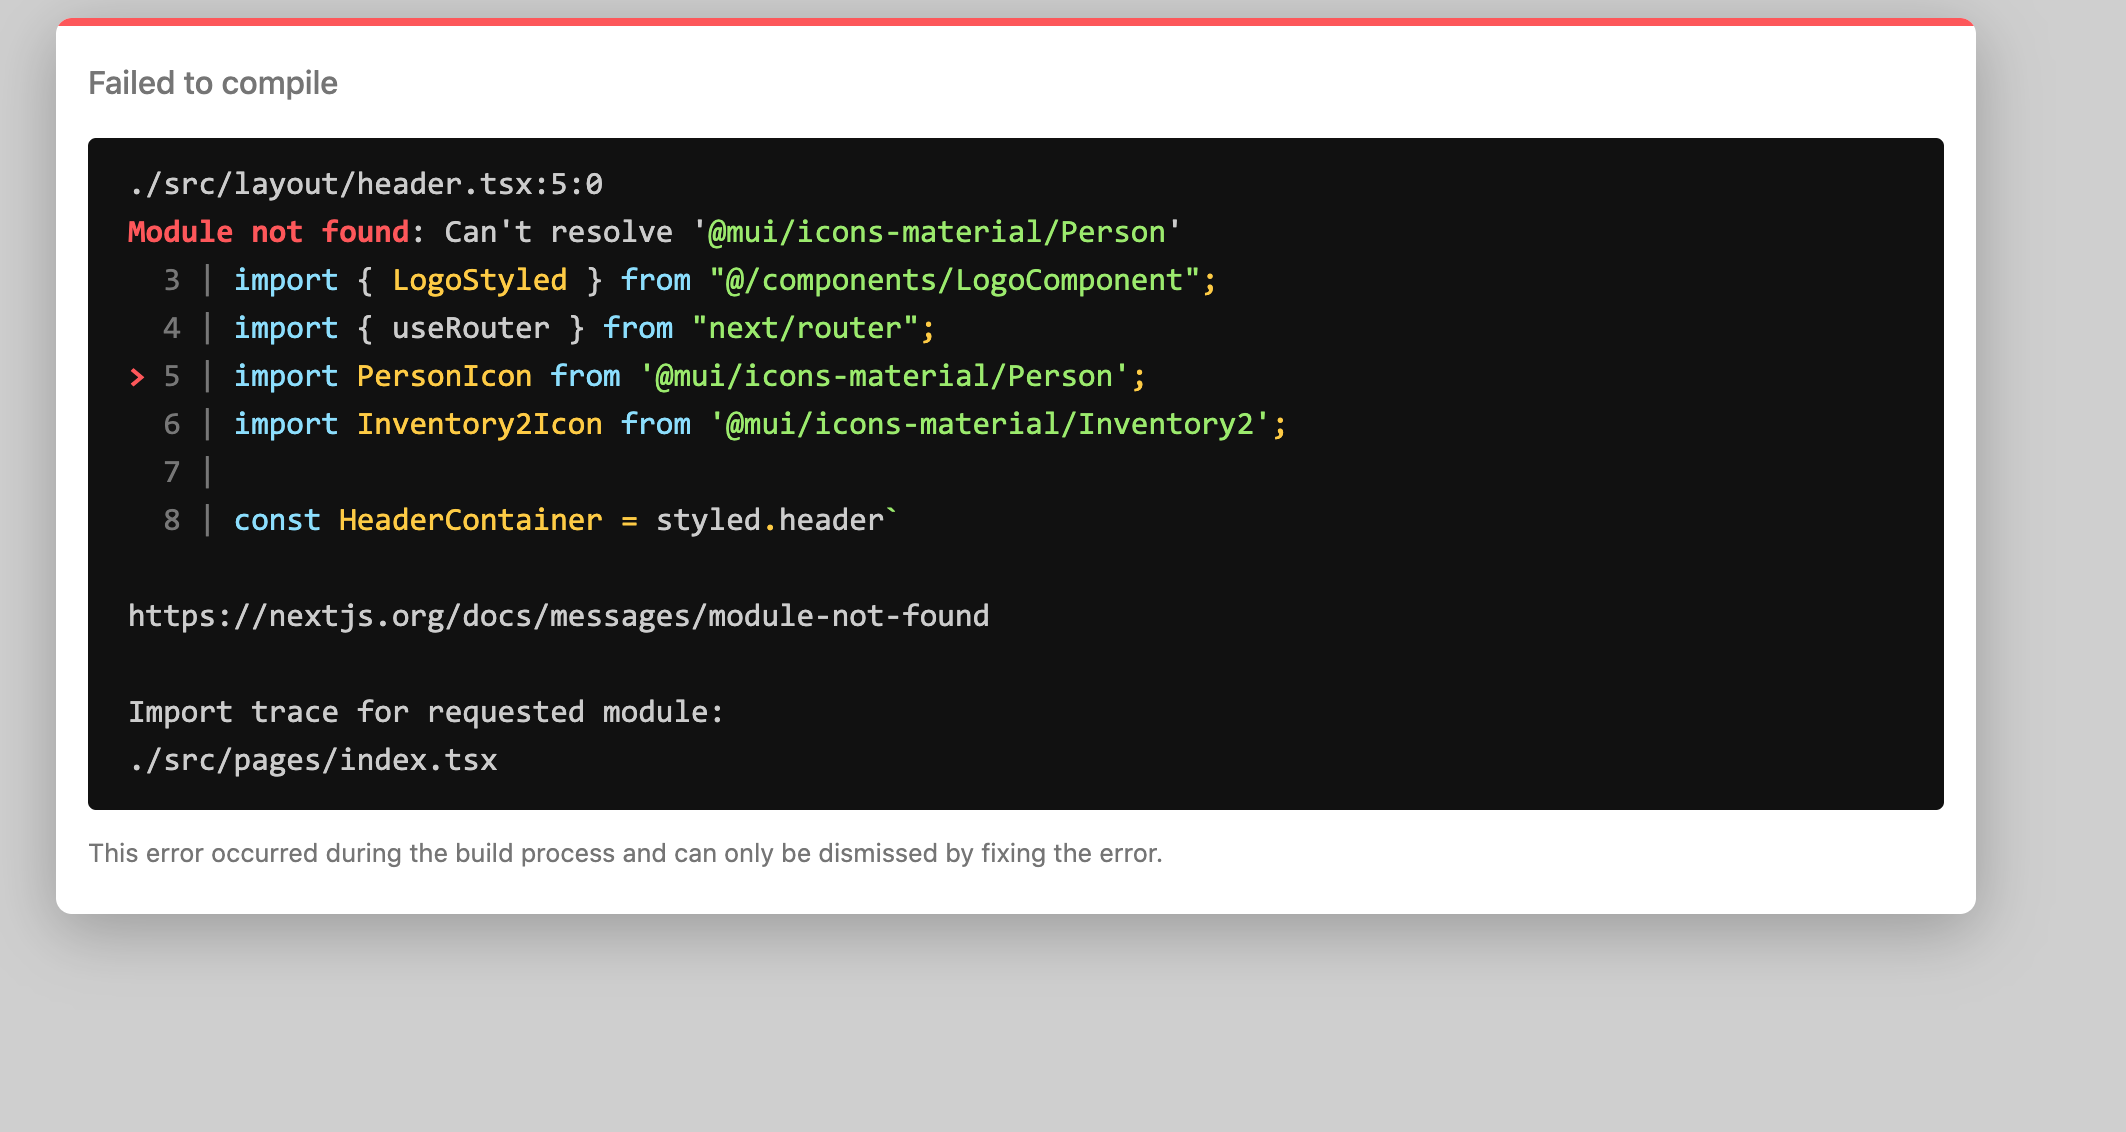 Failed to compile
./src/layout/header.tsx:5:0
Module not found: Can't resolve '@mui/icons-material/Person'
  3 | import { LogoStyled } from "@/components/LogoComponent";
  4 | import { useRouter } from "next/router";
> 5 | import PersonIcon from '@mui/icons-material/Person';
  6 | import Inventory2Icon from '@mui/icons-material/Inventory2';
  7 |
  8 | const HeaderContainer = styled.header`
https://nextjs.org/docs/messages/module-not-found
Import trace for requested module:
./src/pages/index.tsx
This error occurred during the build process and can only be dismissed by fixing the error.